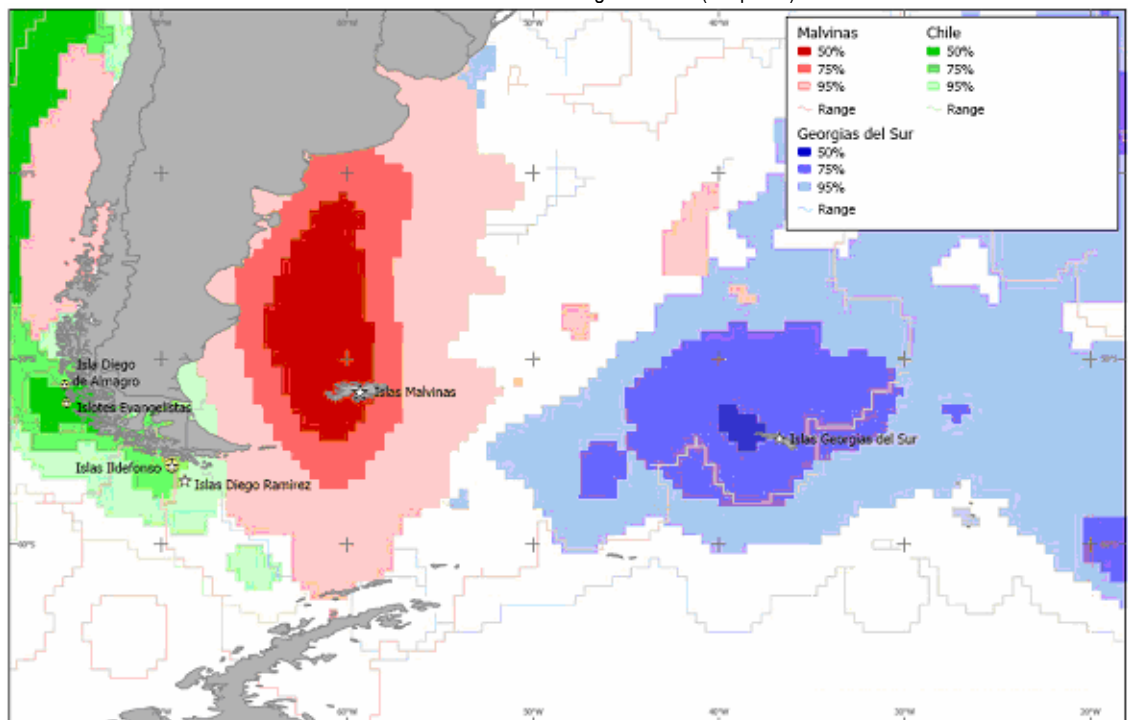 Malvinas
50%
75%
95%
Range
Chile
50%
75%
95%
Range
Georgias del Sur
50%
75%
95%
Range
Isla Diego
de Almagro
Islotes Evangelistas
Islas Malvinas
Islas Georgias del Sur
Islas Ildefonso
Islas Diego Ramirez